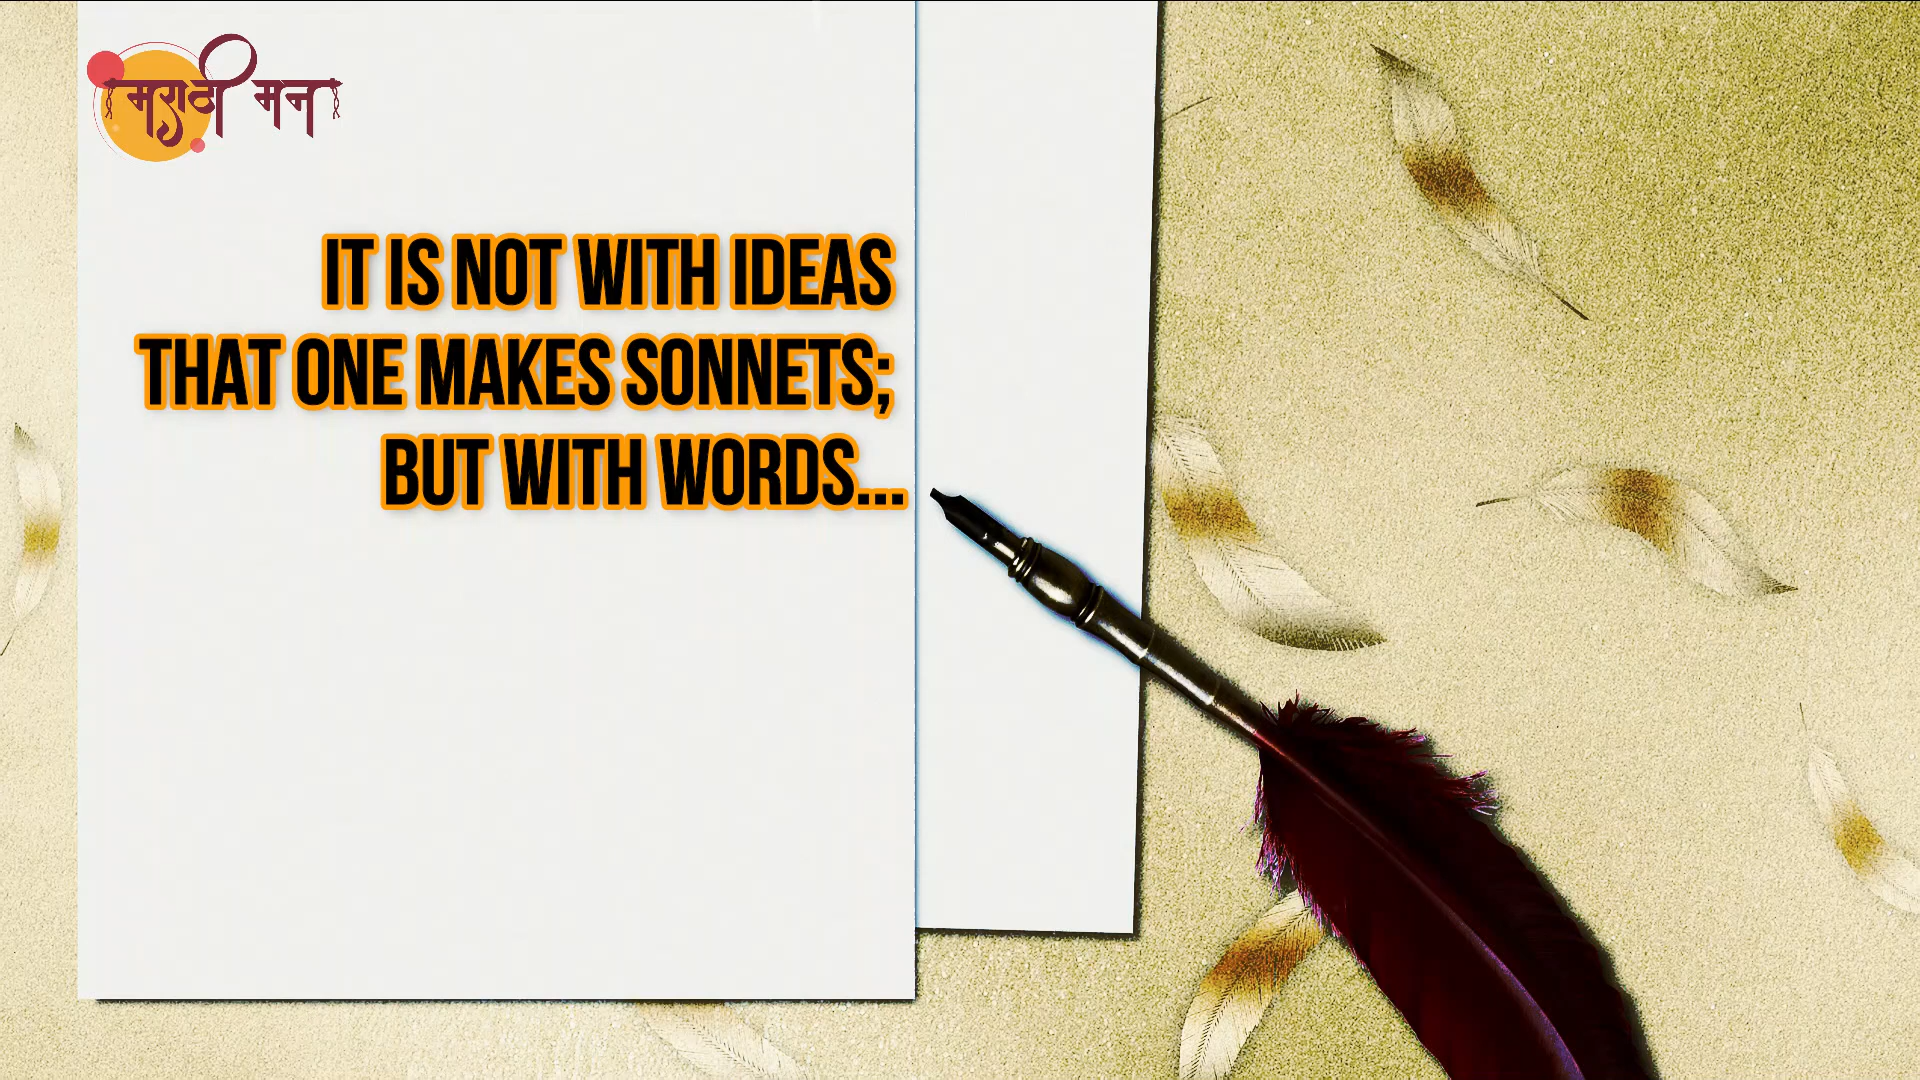 मराठी मन
IT IS NOT WITH IDEAS
THAT ONE MAKES SONNETS;
BUT WITH WORDS...